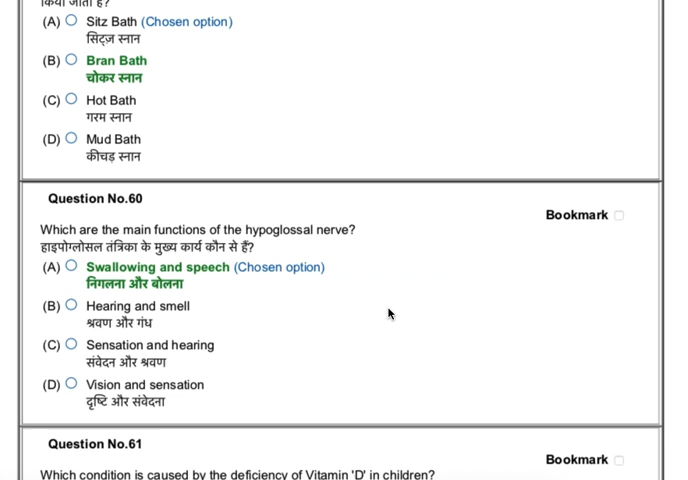 किया जाता है?
(A) Sitz Bath (Chosen option)
सिट्ज़ स्नान
(B) Bran Bath
चोकर स्नान
(C) Hot Bath
गरम स्नान
(D) Mud Bath
कीचड़ स्नान
Question No.60
Bookmark
Which are the main functions of the hypoglossal nerve?
हाइपोग्लोसल तंत्रिका के मुख्य कार्य कौन से हैं?
(A) Swallowing and speech (Chosen option)
निगलना और बोलना
(B) Hearing and smell
श्रवण और गंध
(C) Sensation and hearing
संवेदन और श्रवण
(D) Vision and sensation
दृष्टि और संवेदना
Question No.61
Bookmark
Which condition is caused by the deficiency of Vitamin 'D' in children?